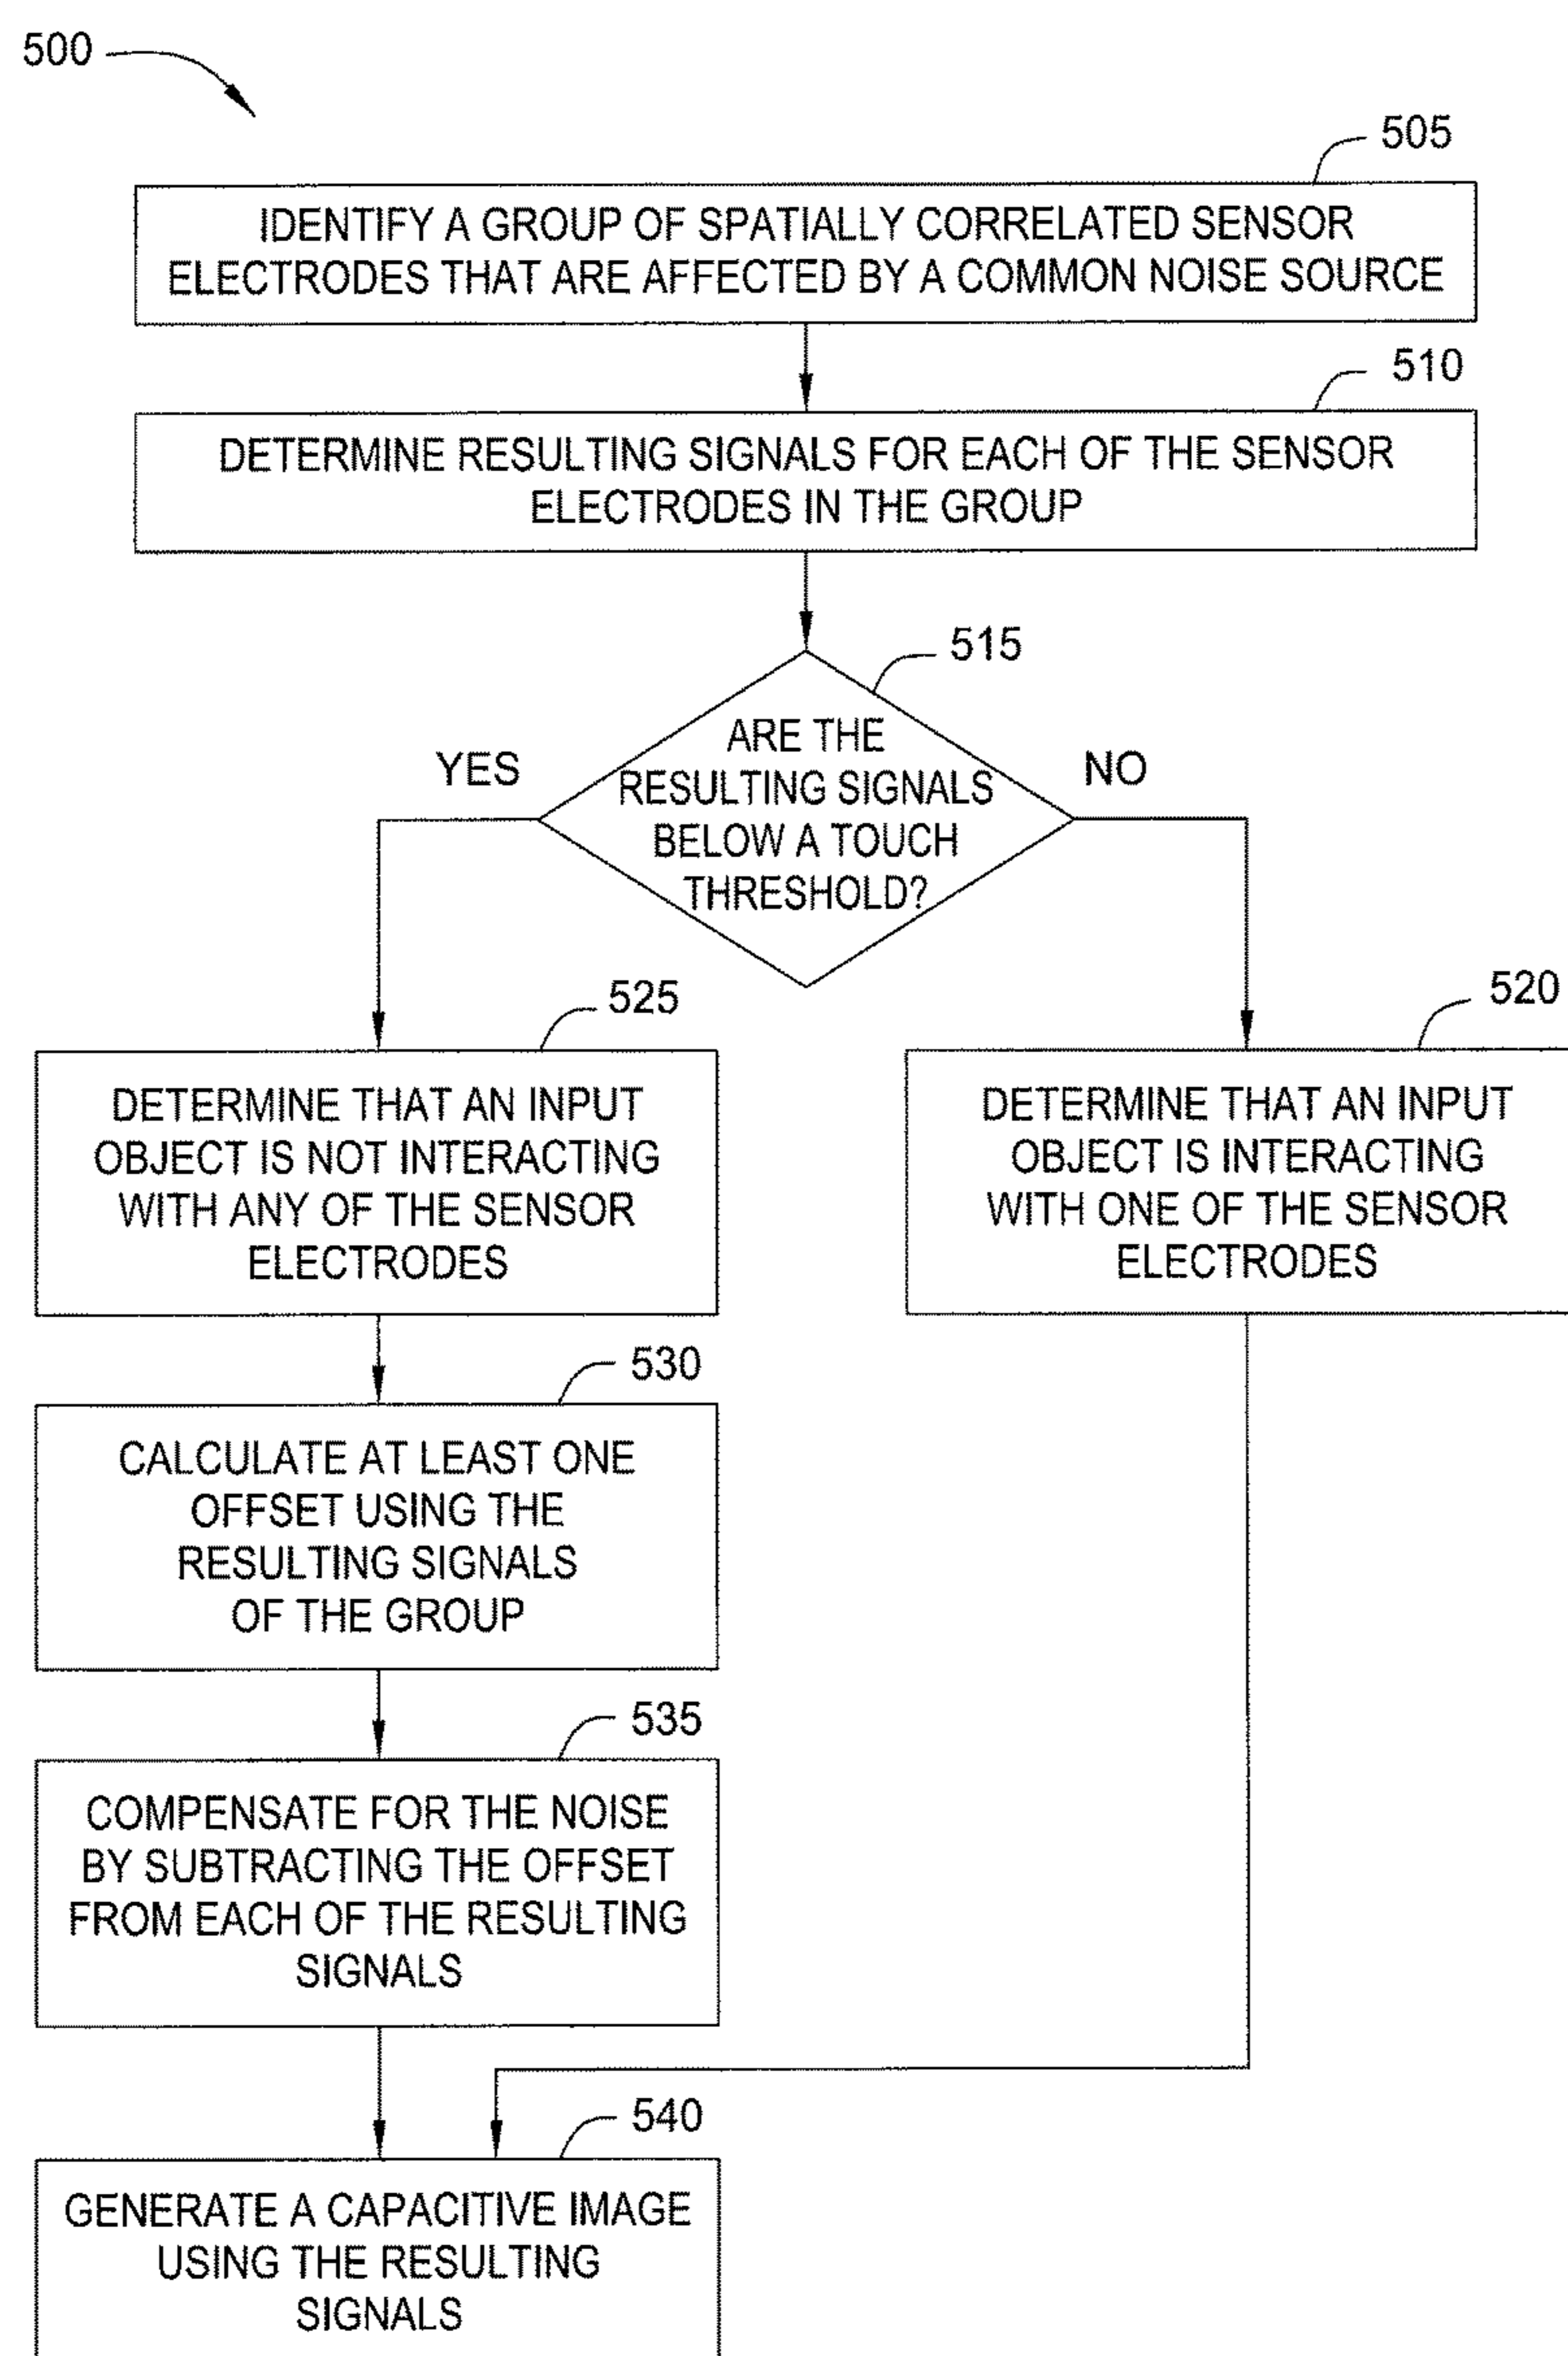 500
505
IDENTIFY A GROUP OF SPATIALLY CORRELATED SENSOR
ELECTRODES THAT ARE AFFECTED BY A COMMON NOISE SOURCE
510
DETERMINE RESULTING SIGNALS FOR EACH OF THE SENSOR
ELECTRODES IN THE GROUP
515
ARE THE
RESULTING SIGNALS
BELOW A TOUCH
THRESHOLD?
YES
NO
525
DETERMINE THAT AN INPUT
OBJECT IS NOT INTERACTING
WITH ANY OF THE SENSOR
ELECTRODES
520
DETERMINE THAT AN INPUT
OBJECT IS INTERACTING
WITH ONE OF THE SENSOR
ELECTRODES
530
CALCULATE AT LEAST ONE
OFFSET USING THE
RESULTING SIGNALS
OF THE GROUP
535
COMPENSATE FOR THE NOISE
BY SUBTRACTING THE OFFSET
FROM EACH OF THE RESULTING
SIGNALS
540
GENERATE A CAPACITIVE IMAGE
USING THE RESULTING
SIGNALS